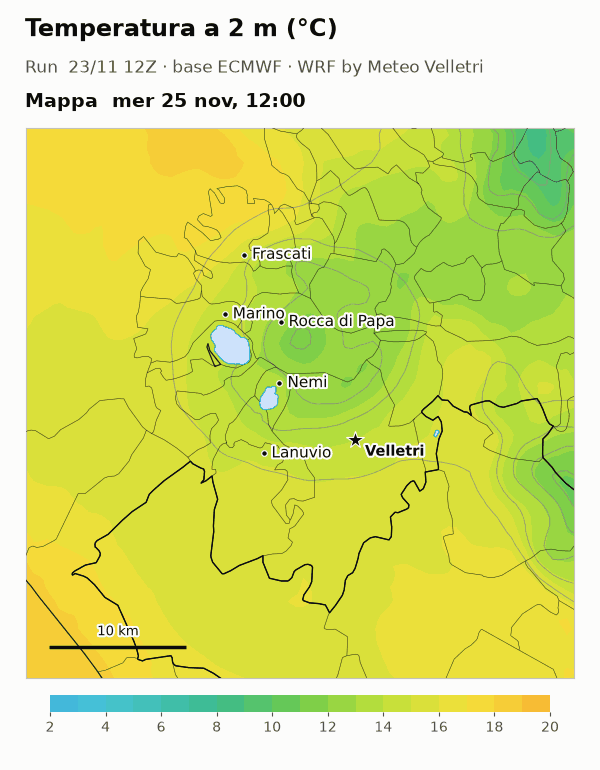 Temperatura a 2 m (°C)
Run  23/11 12Z · base ECMWF · WRF by Meteo Velletri
Mappa  mer 25 nov, 12:00
Frascati
Marino
Rocca di Papa
Nemi
Velletri
Lanuvio
10 km
2 4 6 8 10 12 14 16 18 20